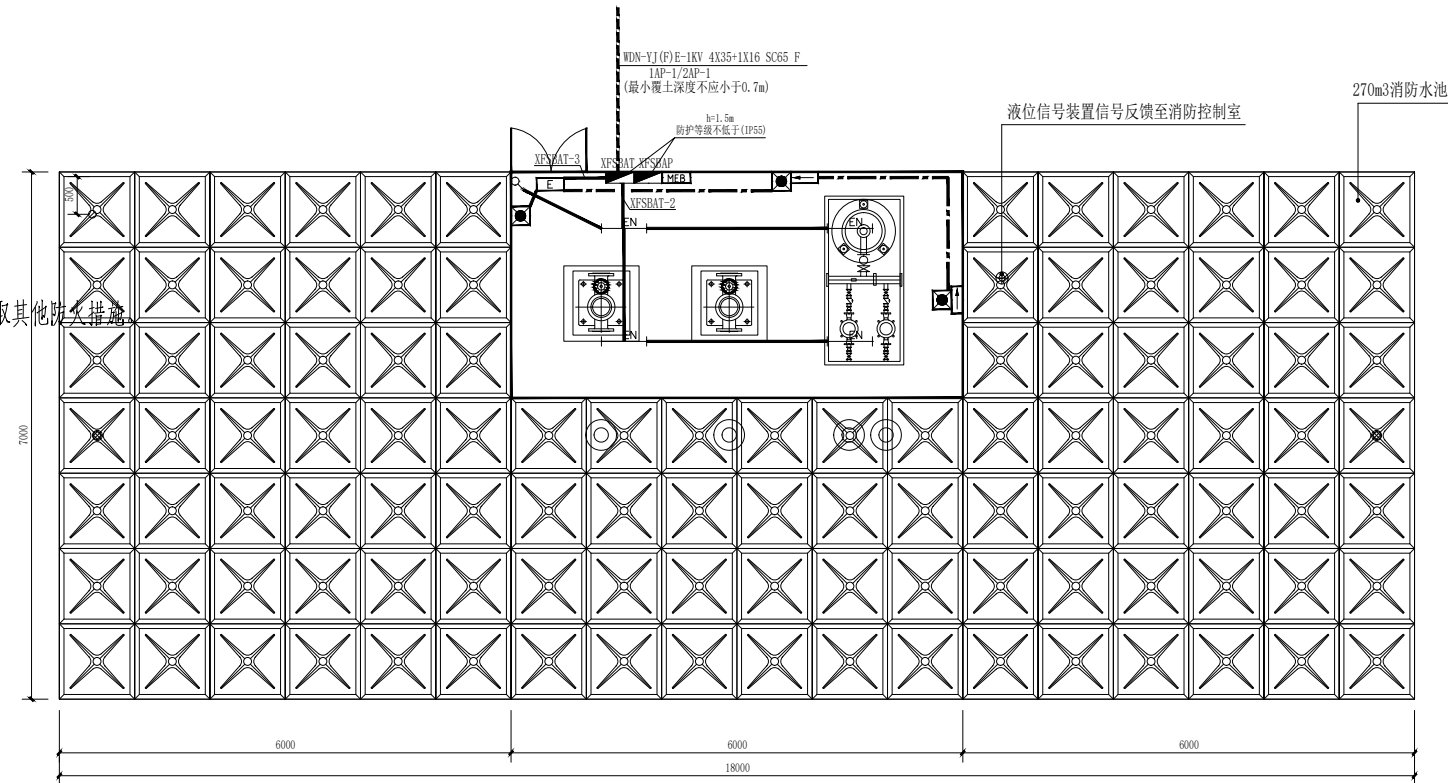 WDN-YJ(F)E-1KV 4X35+1X16 SC65 F
1AP-1/2AP-1
(最小覆土深度不应小于0.7m)
270m3消防水池
液位信号装置信号反馈至消防控制室
h=1.5m
防护等级不低于(IP55)
XFSBAT-3
XFSBAT
XFSBAP
E
MEB
500
XFSBAT-2
EN
EN
取其他防火措施。
EN
EN
7000
6000
6000
6000
18000